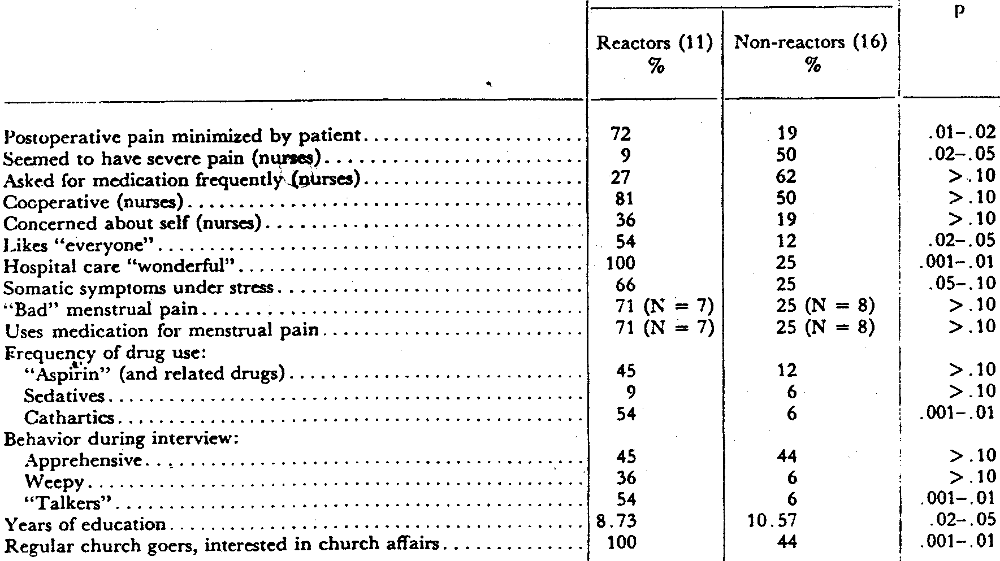 p
Reactors (11) Non-reactors (16)
% %
Postoperative pain minimized by patient 72 19 .01–.02
Seemed to have severe pain (nurses) 9 50 .02–.05
Asked for medication frequently (nurses) 27 62 >.10
Cooperative (nurses) 81 50 >.10
Concerned about self (nurses) 36 19 >.10
Likes “everyone” 54 12 .02–.05
Hospital care “wonderful” 100 25 .001–.01
Somatic symptoms under stress 66 25 .05–.10
“Bad” menstrual pain 71 (N = 7) 25 (N = 8) >.10
Uses medication for menstrual pain 71 (N = 7) 25 (N = 8) >.10
Frequency of drug use:
“Aspirin” (and related drugs) 45 12 >.10
Sedatives 9 6 >.10
Cathartics 54 6 .001–.01
Behavior during interview:
Apprehensive 45 44 >.10
Weepy 36 6 >.10
“Talkers” 54 6 .001–.01
Years of education 8.73 10.57 .02–.05
Regular church goers, interested in church affairs 100 44 .001–.01